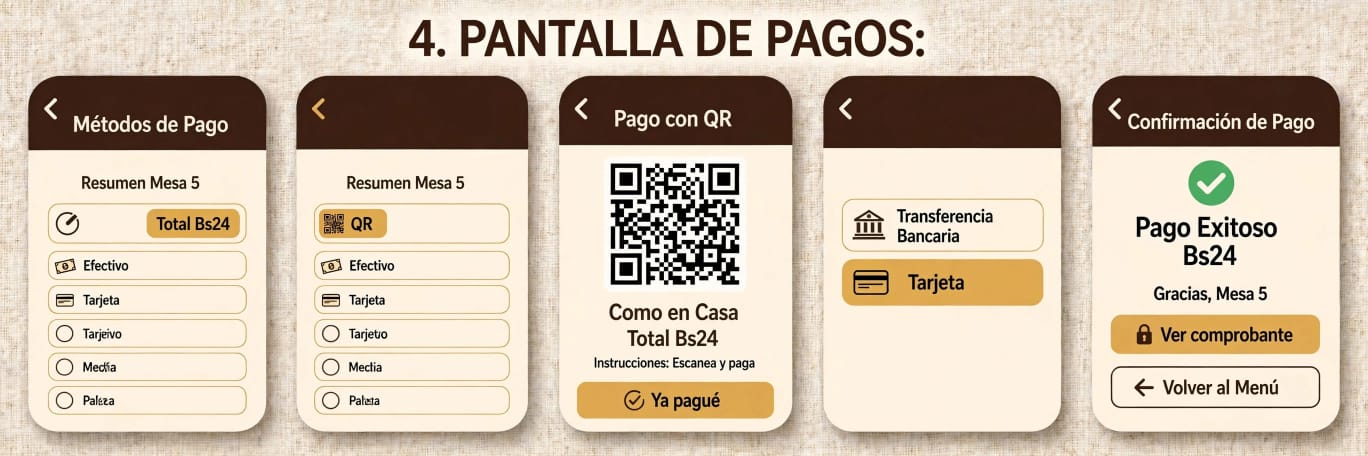 4. PANTALLA DE PAGOS:
Métodos de Pago
Resumen Mesa 5
Total Bs24
Efectivo
Tarjeta
Resumen Mesa 5
QR
Efectivo
Tarjeta
Pago con QR
Como en Casa
Total Bs24
Instrucciones: Escanea y paga
Ya pagué
Transferencia
Bancaria
Tarjeta
Confirmación de Pago
Pago Exitoso
Bs24
Gracias, Mesa 5
Ver comprobante
Volver al Menú